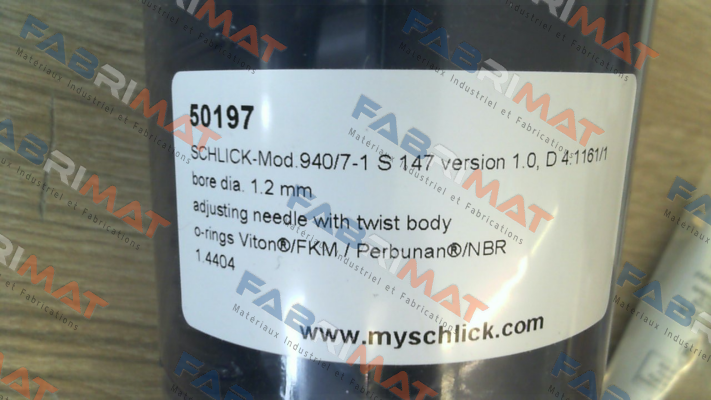 50197
SCHLICK-Mod.940/7-1 S 147 version 1.0, D 4.1161/1
bore dia. 1.2 mm
adjusting needle with twist body
o-rings Viton®/FKM / Perbunan®/NBR
1.4404
www.myschlick.com
FABRIMAT
Matériaux Industriel et Fabrications